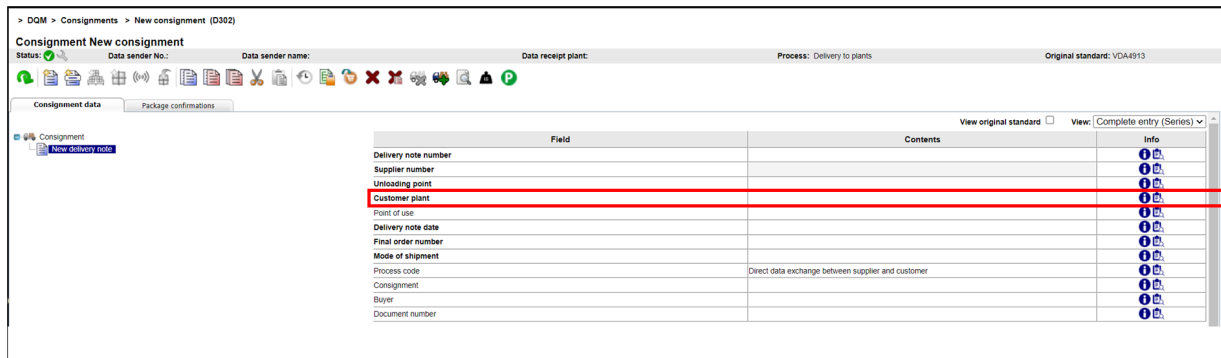 > DQM > Consignments > New consignment (D302)
Consignment New consignment
Status: Data sender No.: Data sender name: Data receipt plant: Process: Delivery to plants Original standard: VDA4913
Consignment data Package confirmations
View original standard View: Complete entry (Series)
Consignment
New delivery note
Field Contents Info
Delivery note number
Supplier number
Unloading point
Customer plant
Point of use
Delivery note date
Final order number
Mode of shipment
Process code Direct data exchange between supplier and customer
Consignment
Buyer
Document number